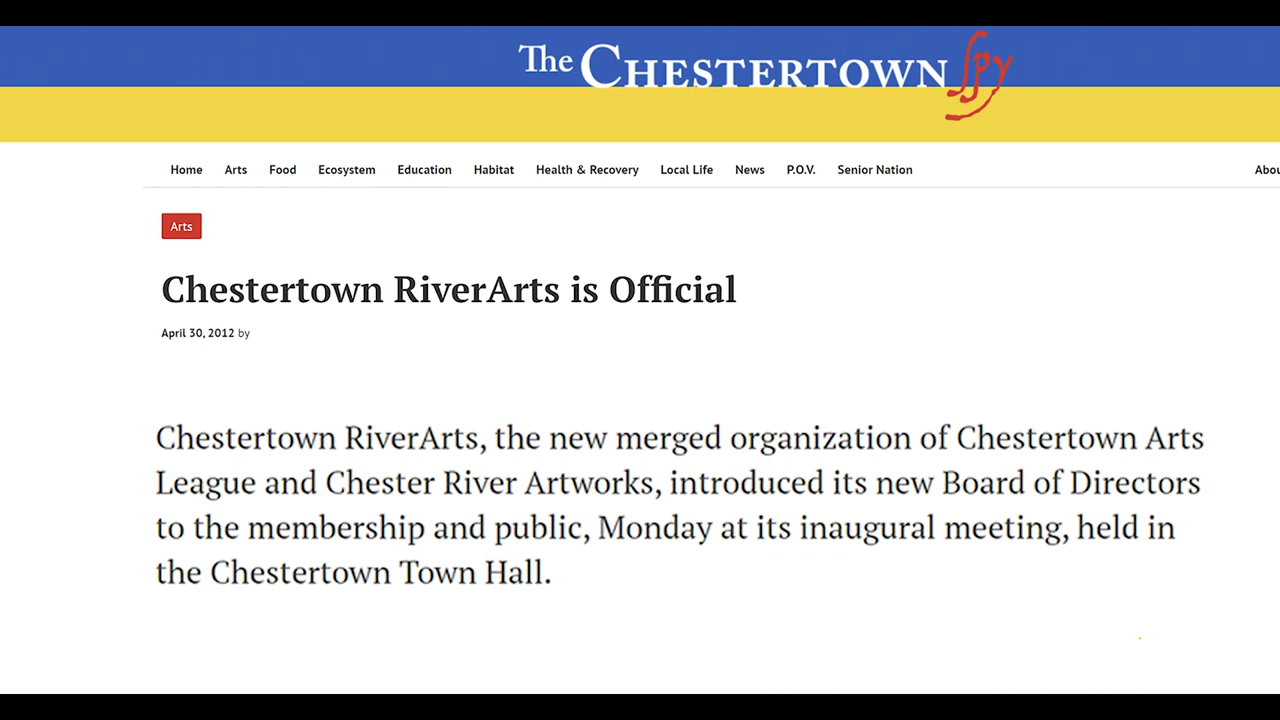 The CHESTERTOWN Spy
Home Arts Food Ecosystem Education Habitat Health & Recovery Local Life News P.O.V. Senior Nation Abou
Arts
Chestertown RiverArts is Official
April 30, 2012 by
Chestertown RiverArts, the new merged organization of Chestertown Arts
League and Chester River Artworks, introduced its new Board of Directors
to the membership and public, Monday at its inaugural meeting, held in
the Chestertown Town Hall.